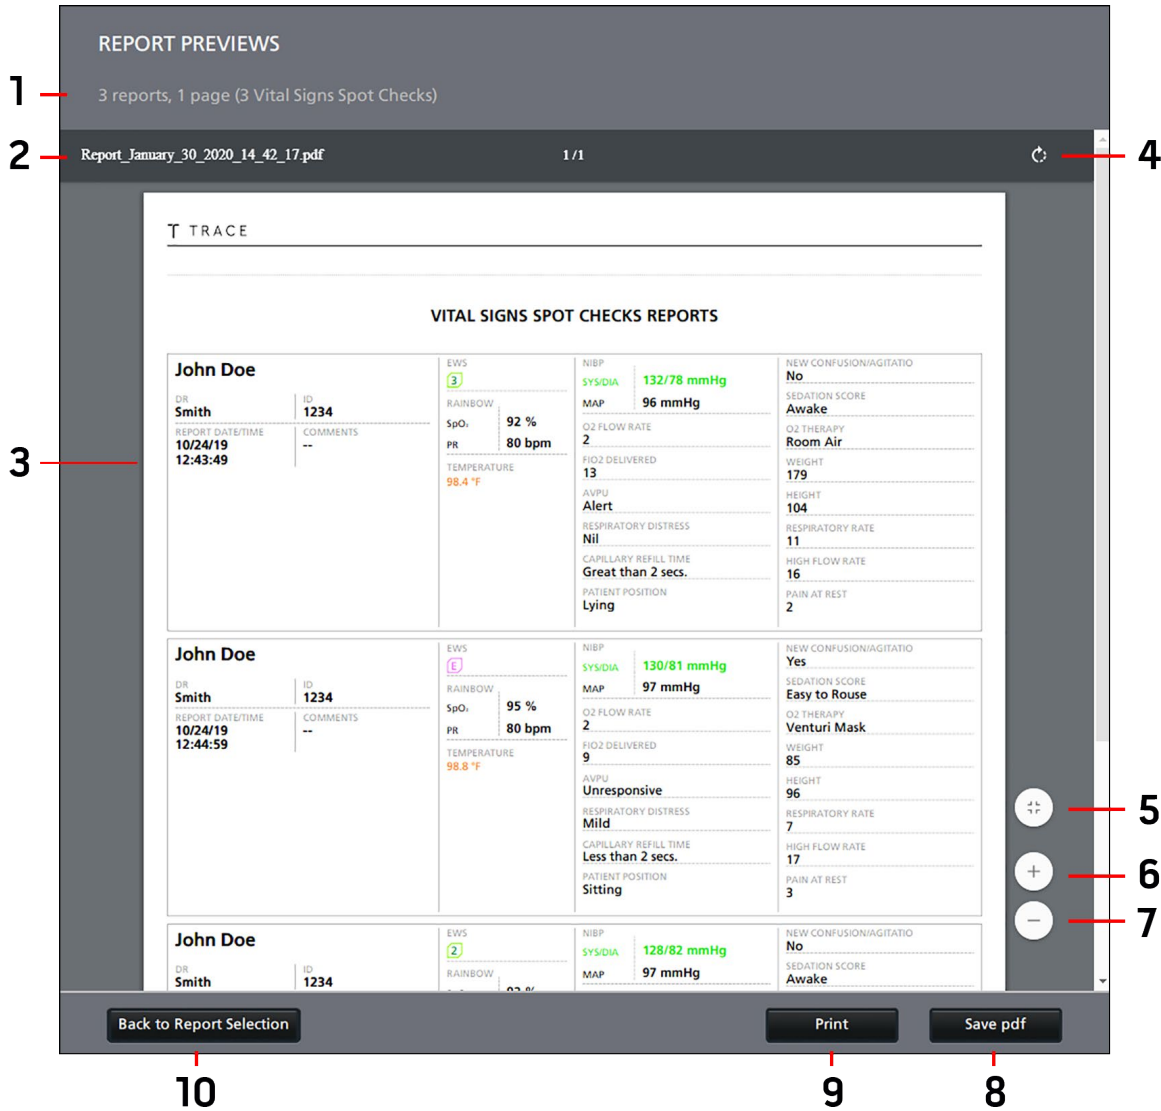 REPORT PREVIEWS
1
3 reports, 1 page (3 Vital Signs Spot Checks)
2
Report_January_30_2020_14_42_17.pdf
1 / 1
4
TRACE
VITAL SIGNS SPOT CHECKS REPORTS
3
John Doe
DR
Smith
ID
1234
REPORT DATE/TIME
10/24/19
12:43:49
COMMENTS
--
EWS
3
RAINBOW
SpO₂ 92 %
PR 80 bpm
TEMPERATURE
98.4 °F
NIBP
SYS/DIA 132/78 mmHg
MAP 96 mmHg
O2 FLOW RATE
2
FIO2 DELIVERED
13
AVPU
Alert
RESPIRATORY DISTRESS
Nil
CAPILLARY REFILL TIME
Great than 2 secs.
PATIENT POSITION
Lying
NEW CONFUSION/AGITATIO
No
SEDATION SCORE
Awake
O2 THERAPY
Room Air
WEIGHT
179
HEIGHT
104
RESPIRATORY RATE
11
HIGH FLOW RATE
16
PAIN AT REST
2
John Doe
DR
Smith
ID
1234
REPORT DATE/TIME
10/24/19
12:44:59
COMMENTS
--
EWS
E
RAINBOW
SpO₂ 95 %
PR 80 bpm
TEMPERATURE
98.8 °F
NIBP
SYS/DIA 130/81 mmHg
MAP 97 mmHg
O2 FLOW RATE
2
FIO2 DELIVERED
9
AVPU
Unresponsive
RESPIRATORY DISTRESS
Mild
CAPILLARY REFILL TIME
Less than 2 secs.
PATIENT POSITION
Sitting
NEW CONFUSION/AGITATIO
Yes
SEDATION SCORE
Easy to Rouse
O2 THERAPY
Venturi Mask
WEIGHT
85
HEIGHT
96
RESPIRATORY RATE
7
HIGH FLOW RATE
17
PAIN AT REST
3
5
6
7
John Doe
DR
Smith
ID
1234
EWS
2
RAINBOW
NIBP
SYS/DIA 128/82 mmHg
MAP 97 mmHg
NEW CONFUSION/AGITATIO
No
SEDATION SCORE
Awake
Back to Report Selection
Print
Save pdf
10
9
8